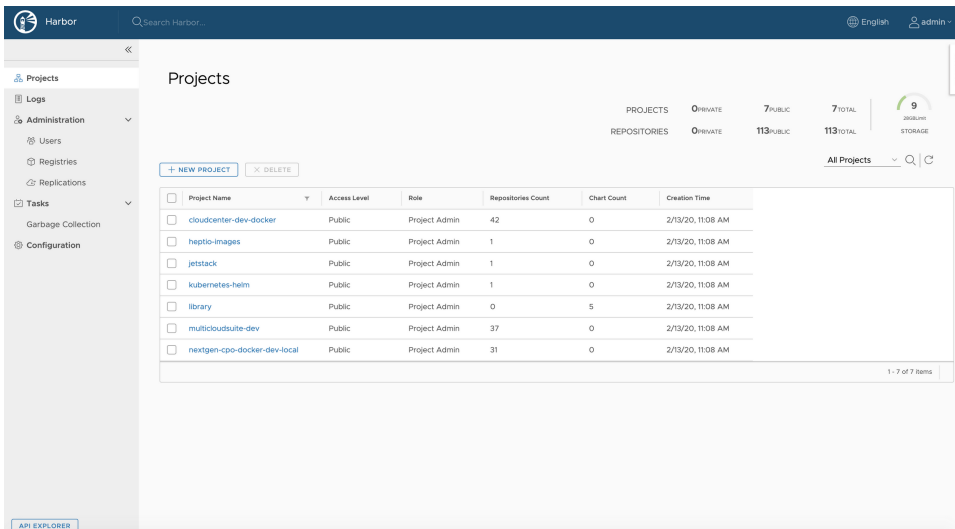 Harbor
Search Harbor...
English
admin
Projects
Logs
Administration
Users
Registries
Replications
Tasks
Garbage Collection
Configuration
API EXPLORER
Projects
PROJECTS 0PRIVATE 7PUBLIC 7TOTAL
REPOSITORIES 0PRIVATE 113PUBLIC 113TOTAL
9
STORAGE
All Projects
+ NEW PROJECT
× DELETE
Project Name Access Level Role Repositories Count Chart Count Creation Time
cloudcenter-dev-docker Public Project Admin 42 0 2/13/20, 11:08 AM
heptio-images Public Project Admin 1 0 2/13/20, 11:08 AM
jetstack Public Project Admin 1 0 2/13/20, 11:08 AM
kubernetes-helm Public Project Admin 1 0 2/13/20, 11:08 AM
library Public Project Admin 0 5 2/13/20, 11:08 AM
multicloudsuite-dev Public Project Admin 37 0 2/13/20, 11:08 AM
nextgen-cpo-docker-dev-local Public Project Admin 31 0 2/13/20, 11:08 AM
1 - 7 of 7 items